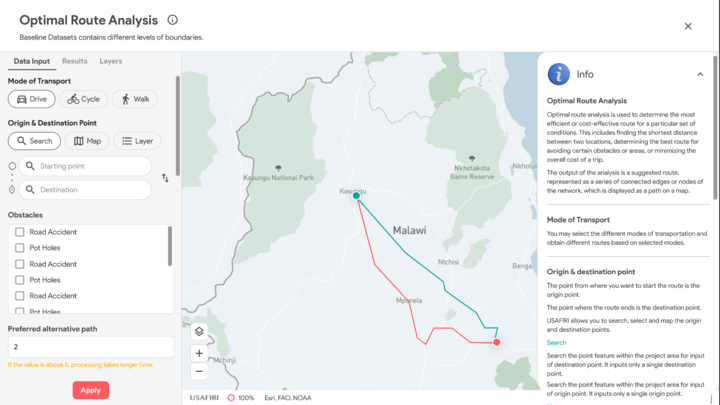 Optimal Route Analysis
Baseline Datasets contains different levels of boundaries.
Data Input
Results
Layers
Mode of Transport
Drive
Cycle
Walk
Origin & Destination Point
Search
Map
Layer
Starting point
Destination
Obstacles
Road Accident
Pot Holes
Road Accident
Pot Holes
Road Accident
Pot Holes
Preferred alternative path
2
If the value is above 5, processing takes longer time.
Apply
Kasungu National Park
Nkhotakota
Game Reserve
Nkhotako
Kasungu
Malawi
Ntchisi
Benga
Mponela
Mchinji
USAFIRI
100%
Esri, FAO, NOAA
Info
Optimal Route Analysis
Optimal route analysis is used to determine the most
efficient or cost-effective route for a particular set of
conditions. This includes finding the shortest distance
between two locations, determining the best route for
avoiding certain obstacles or areas, or minimizing the
overall cost of a trip.
The output of the analysis is a suggested route,
represented as a series of connected edges or nodes of
the network, which is displayed as a path on a map.
Mode of Transport
You may select the different modes of transportation and
obtain different routes based on selected modes.
Origin & destination point
The point from where you want to start the route is the
origin point.
The point where the route ends is the destination point.
USAFIRI allows you to search, select and map the origin
and destination points.
Search
Search the point feature within the project area for input
of destination point. It inputs only a single destination
point.
Search the point feature within the project area for input
of origin point. It inputs only a single origin point.